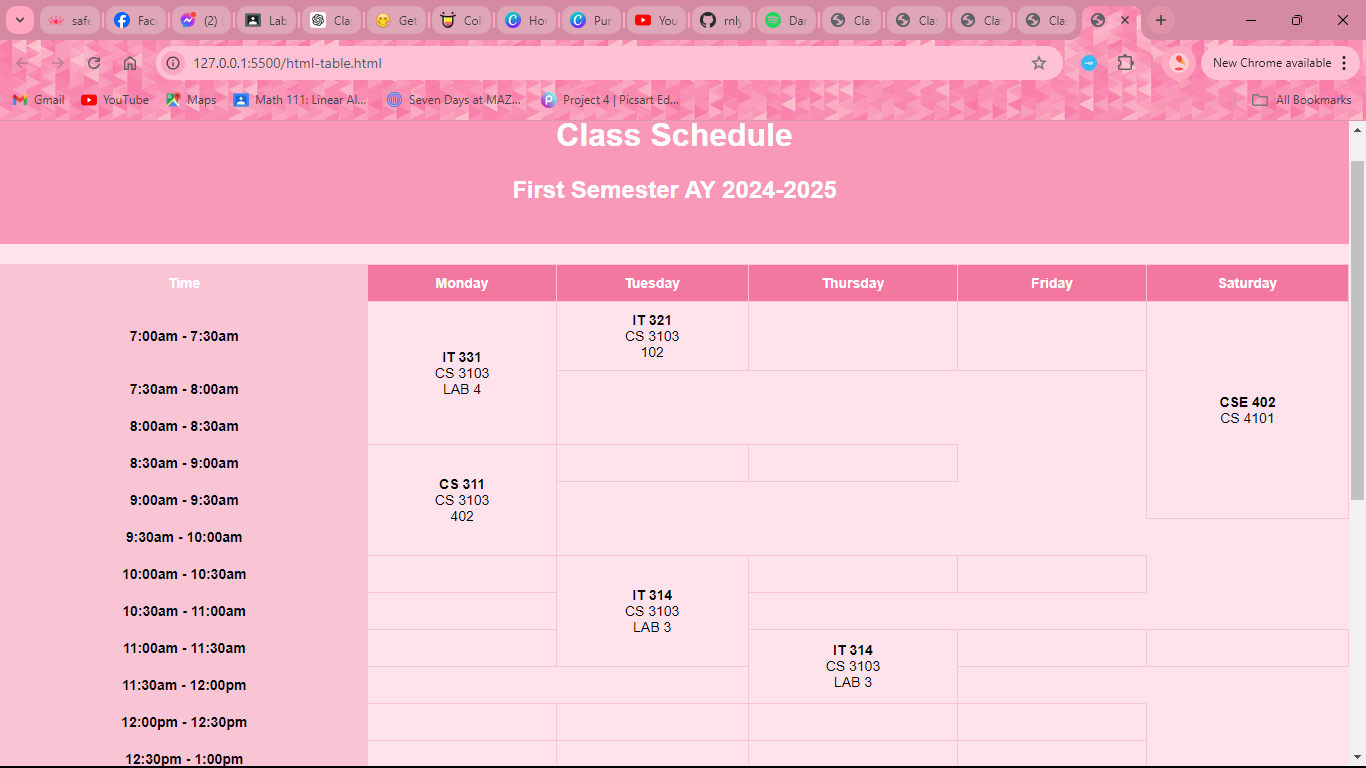 safe
Fac
(2)
Lab
Cla
Get
Col
Ho
Pur
You
rnly
Dar
Cla
Cla
Cla
Cla
127.0.0.1:5500/html-table.html
New Chrome available
Gmail
YouTube
Maps
Math 111: Linear Al...
Seven Days at MAZ...
Project 4 | Picsart Ed...
All Bookmarks
Class Schedule
First Semester AY 2024-2025
Time Monday Tuesday Thursday Friday Saturday
7:00am - 7:30am
IT 331
CS 3103
LAB 4
IT 321
CS 3103
102
CSE 402
CS 4101
7:30am - 8:00am
8:00am - 8:30am
8:30am - 9:00am
CS 311
CS 3103
402
9:00am - 9:30am
9:30am - 10:00am
10:00am - 10:30am
IT 314
CS 3103
LAB 3
10:30am - 11:00am
11:00am - 11:30am
IT 314
CS 3103
LAB 3
11:30am - 12:00pm
12:00pm - 12:30pm
12:30pm - 1:00pm